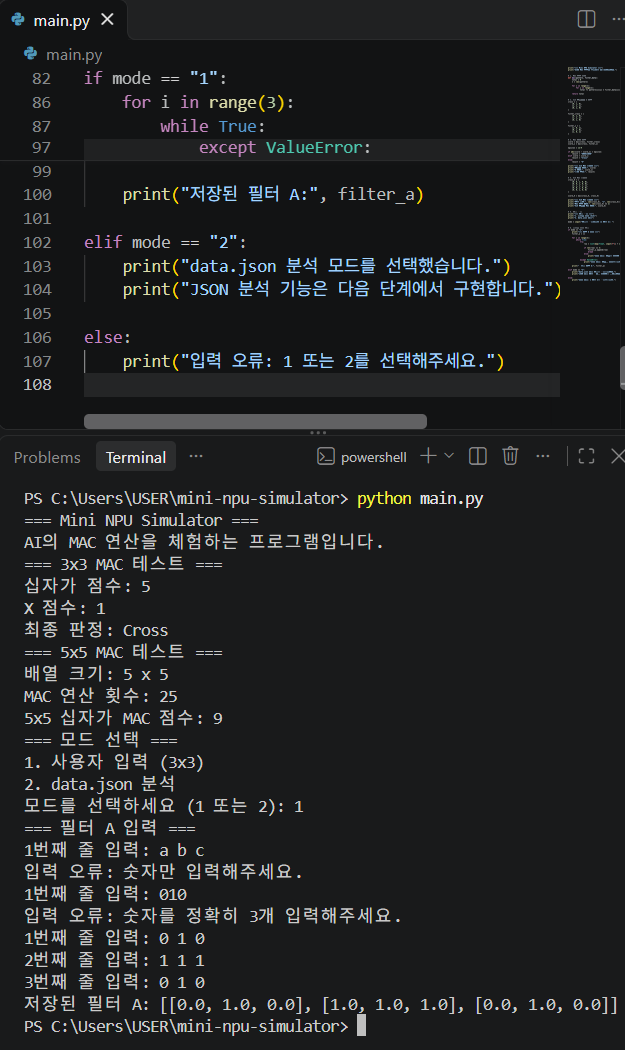 main.py
main.py
82 if mode == "1":
86 for i in range(3):
87 while True:
97 except ValueError:
99
100 print("저장된 필터 A:", filter_a)
101
102 elif mode == "2":
103 print("data.json 분석 모드를 선택했습니다.")
104 print("JSON 분석 기능은 다음 단계에서 구현합니다.")
105
106 else:
107 print("입력 오류: 1 또는 2를 선택해주세요.")
108
Problems Terminal ··· powershell
PS C:\Users\USER\mini-npu-simulator> python main.py
=== Mini NPU Simulator ===
AI의 MAC 연산을 체험하는 프로그램입니다.
=== 3x3 MAC 테스트 ===
십자가 점수: 5
X 점수: 1
최종 판정: Cross
=== 5x5 MAC 테스트 ===
배열 크기: 5 x 5
MAC 연산 횟수: 25
5x5 십자가 MAC 점수: 9
=== 모드 선택 ===
1. 사용자 입력 (3x3)
2. data.json 분석
모드를 선택하세요 (1 또는 2): 1
=== 필터 A 입력 ===
1번째 줄 입력: a b c
입력 오류: 숫자만 입력해주세요.
1번째 줄 입력: 010
입력 오류: 숫자를 정확히 3개 입력해주세요.
1번째 줄 입력: 0 1 0
2번째 줄 입력: 1 1 1
3번째 줄 입력: 0 1 0
저장된 필터 A: [[0.0, 1.0, 0.0], [1.0, 1.0, 1.0], [0.0, 1.0, 0.0]]
PS C:\Users\USER\mini-npu-simulator>